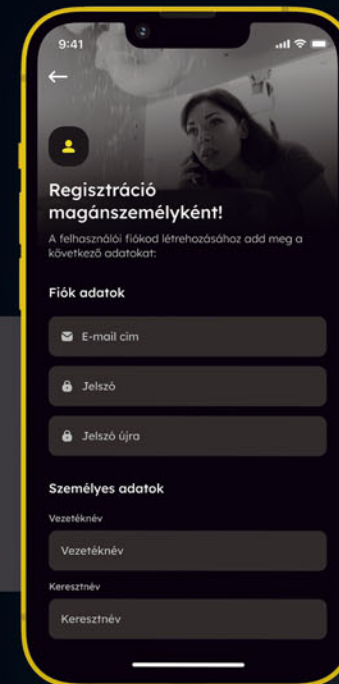 9:41
Regisztráció
magánszemélyként!
A felhasználói fiókod létrehozásához add meg a
következő adatokat:
Fiók adatok
E-mail cím
Jelszó
Jelszó újra
Személyes adatok
Vezetéknév
Vezetéknév
Keresztnév
Keresztnév